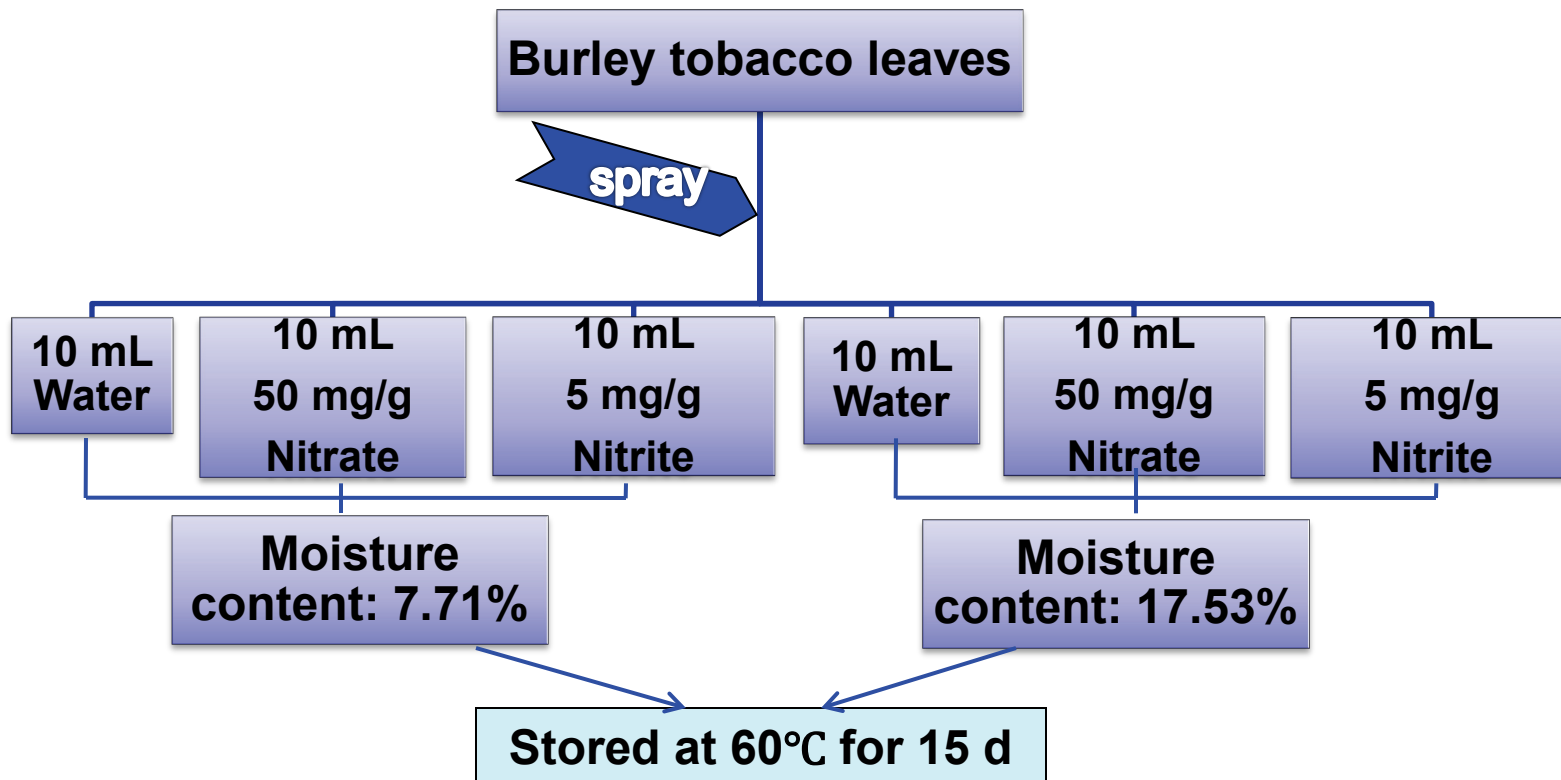 Burley tobacco leaves
spray
10 mL
Water
10 mL
50 mg/g
Nitrate
10 mL
5 mg/g
Nitrite
10 mL
Water
10 mL
50 mg/g
Nitrate
10 mL
5 mg/g
Nitrite
Moisture
content: 7.71%
Moisture
content: 17.53%
Stored at 60℃ for 15 d